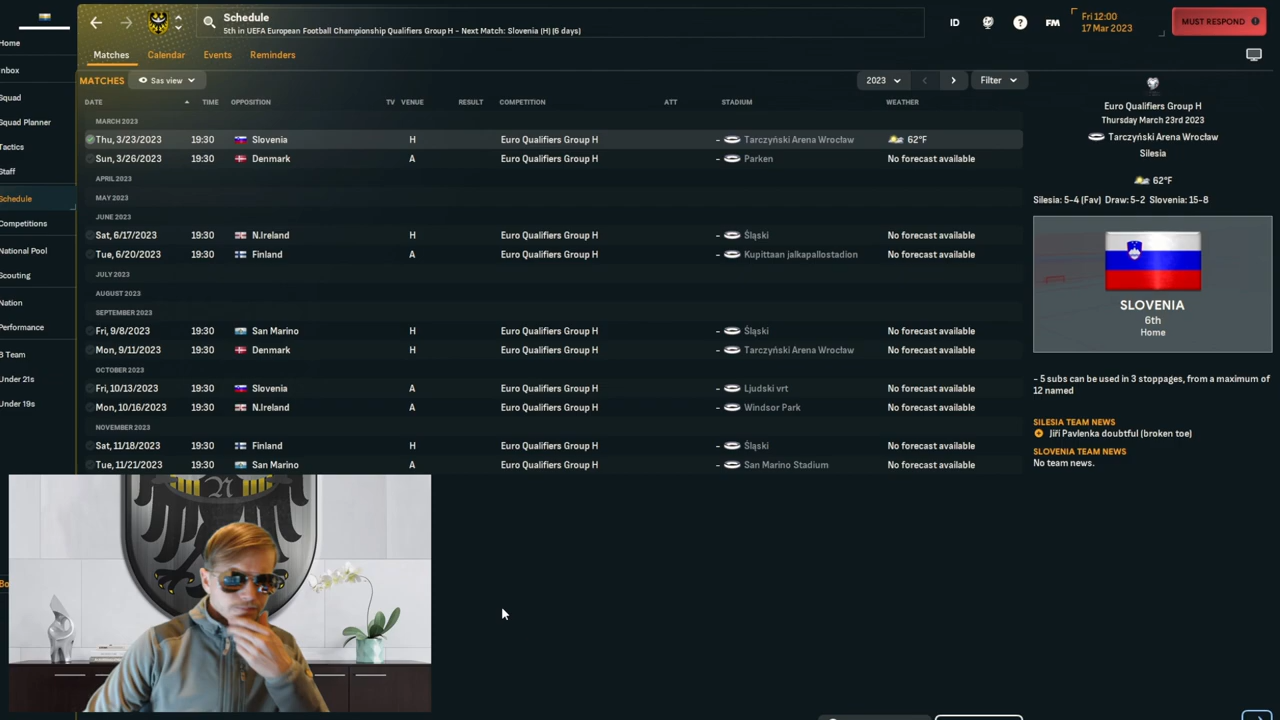 Schedule
5th in UEFA European Football Championship Qualifiers Group H - Next Match: Slovenia (H) (6 days)
ID
FM
Fri 12:00
17 Mar 2023
MUST RESPOND
Home
nbox
Squad
Squad Planner
Tactics
Staff
Schedule
Competitions
National Pool
Scouting
Nation
Performance
B Team
Under 21s
Under 19s
Matches Calendar Events Reminders
MATCHES Sas view 2023 Filter
DATE TIME OPPOSITION TV VENUE RESULT COMPETITION ATT STADIUM WEATHER
MARCH 2023
Thu, 3/23/2023 19:30 Slovenia H Euro Qualifiers Group H - Tarczyński Arena Wrocław 62°F
Sun, 3/26/2023 19:30 Denmark A Euro Qualifiers Group H - Parken No forecast available
APRIL 2023
MAY 2023
JUNE 2023
Sat, 6/17/2023 19:30 N.Ireland H Euro Qualifiers Group H - Śląski No forecast available
Tue, 6/20/2023 19:30 Finland A Euro Qualifiers Group H - Kupittaan jalkapallostadion No forecast available
JULY 2023
AUGUST 2023
SEPTEMBER 2023
Fri, 9/8/2023 19:30 San Marino H Euro Qualifiers Group H - Śląski No forecast available
Mon, 9/11/2023 19:30 Denmark H Euro Qualifiers Group H - Tarczyński Arena Wrocław No forecast available
OCTOBER 2023
Fri, 10/13/2023 19:30 Slovenia A Euro Qualifiers Group H - Ljudski vrt No forecast available
Mon, 10/16/2023 19:30 N.Ireland A Euro Qualifiers Group H - Windsor Park No forecast available
NOVEMBER 2023
Sat, 11/18/2023 19:30 Finland H Euro Qualifiers Group H - Śląski No forecast available
Tue, 11/21/2023 19:30 San Marino A Euro Qualifiers Group H - San Marino Stadium No forecast available
Euro Qualifiers Group H
Thursday March 23rd 2023
Tarczyński Arena Wrocław
Silesia
62°F
Silesia: 5-4 (Fav) Draw: 5-2 Slovenia: 15-8
SLOVENIA
6th
Home
- 5 subs can be used in 3 stoppages, from a maximum of
12 named
SILESIA TEAM NEWS
Jiří Pavlenka doubtful (broken toe)
SLOVENIA TEAM NEWS
No team news.
Bo